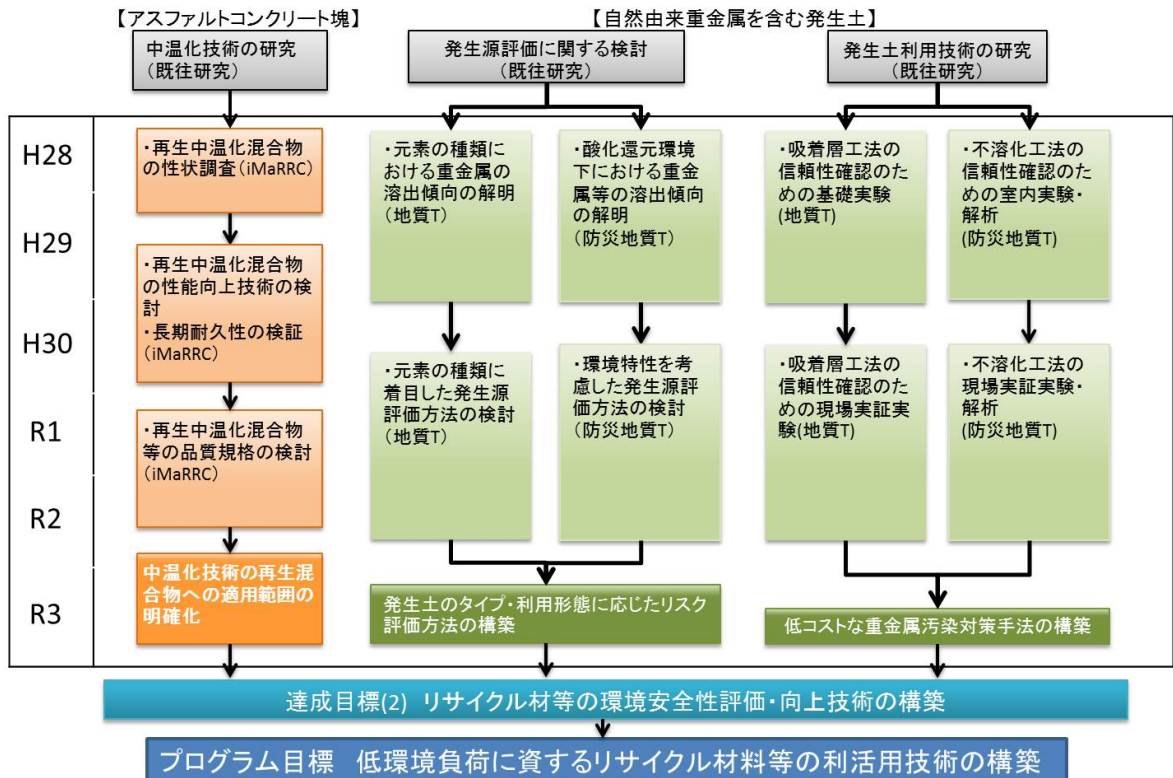 【アスファルトコンクリート塊】
【自然由来重金属を含む発生土】
中温化技術の研究
(既往研究)
発生源評価に関する検討
(既往研究)
発生土利用技術の研究
(既往研究)
H28
H29
H30
R1
R2
R3
・再生中温化混合物
の性状調査(iMaRRC)
・再生中温化混合物
の性能向上技術の検
討
・長期耐久性の検証
(iMaRRC)
・再生中温化混合物
等の品質規格の検討
(iMaRRC)
中温化技術の再生混
合物への適用範囲の
明確化
・元素の種類に
おける重金属の
溶出傾向の解明
(地質T)
・元素の種類に
着目した発生源
評価方法の検討
(地質T)
・酸化還元環境
下における重金
属等の溶出傾向
の解明
(防災地質T)
・環境特性を考
慮した発生源評
価方法の検討
(防災地質T)
発生土のタイプ・利用形態に応じたリスク
評価方法の構築
・吸着層工法の
信頼性確認のた
めの基礎実験
(地質T)
・吸着層工法の
信頼性確認のた
めの現場実証実
験(地質T)
・不溶化工法の
信頼性確認のた
めの室内実験・
解析
(防災地質T)
・不溶化工法の
現場実証実験・
解析
(防災地質T)
低コストな重金属汚染対策手法の構築
達成目標(2) リサイクル材等の環境安全性評価・向上技術の構築
プログラム目標 低環境負荷に資するリサイクル材料等の利活用技術の構築